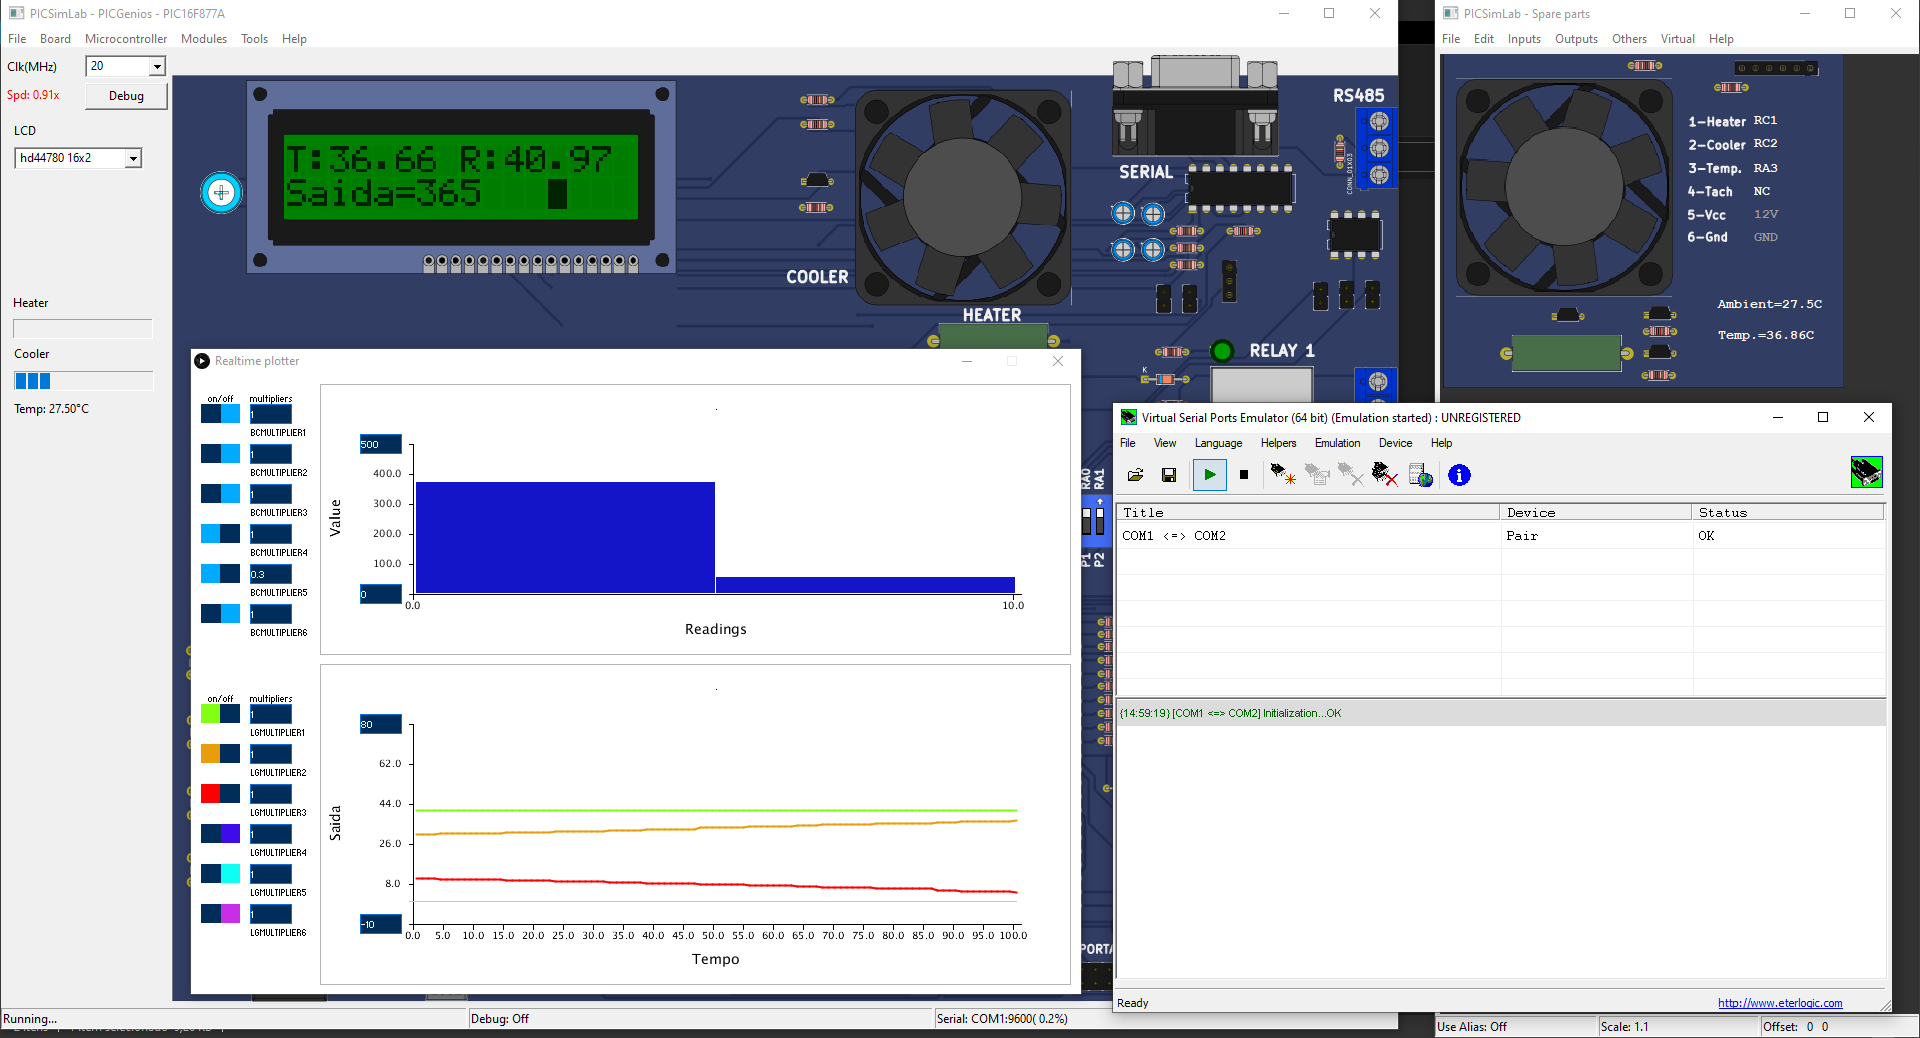 PICSimLab - PICGenios - PIC16F877A
File Board Microcontroller Modules Tools Help
Clk(MHz) 20
Spd: 0.91x Debug
LCD
hd44780 16x2
Heater
Cooler
Temp: 27.50°C
T:36.66 R:40.97
Saida=365
COOLER
HEATER
SERIAL
RS485
CONN_D1X03
RELAY 1
K
RA0
RA1
P1
P2
PORTA
PICSimLab - Spare parts
File Edit Inputs Outputs Others Virtual Help
1-Heater RC1
2-Cooler RC2
3-Temp. RA3
4-Tach NC
5-Vcc 12V
6-Gnd GND
Ambient=27.5C
Temp.=36.86C
Realtime plotter
on/off multipliers
1
BCMULTIPLIER1
1
BCMULTIPLIER2
1
BCMULTIPLIER3
1
BCMULTIPLIER4
0.3
BCMULTIPLIER5
1
BCMULTIPLIER6
500
400.0
300.0
200.0
100.0
0
Value
0.0 10.0
Readings
on/off multipliers
1
LGMULTIPLIER1
1
LGMULTIPLIER2
1
LGMULTIPLIER3
1
LGMULTIPLIER4
1
LGMULTIPLIER5
1
LGMULTIPLIER6
80
62.0
44.0
26.0
8.0
-10
Saida
0.0 5.0 10.0 15.0 20.0 25.0 30.0 35.0 40.0 45.0 50.0 55.0 60.0 65.0 70.0 75.0 80.0 85.0 90.0 95.0 100.0
Tempo
Virtual Serial Ports Emulator (64 bit) (Emulation started) : UNREGISTERED
File View Language Helpers Emulation Device Help
Title Device Status
COM1 <=> COM2 Pair OK
{14:59:19} [COM1 <=> COM2] Initialization...OK
Ready http://www.eterlogic.com
Running... Debug: Off Serial: COM1:9600( 0.2%)
Use Alias: Off Scale: 1.1 Offset: 0 0